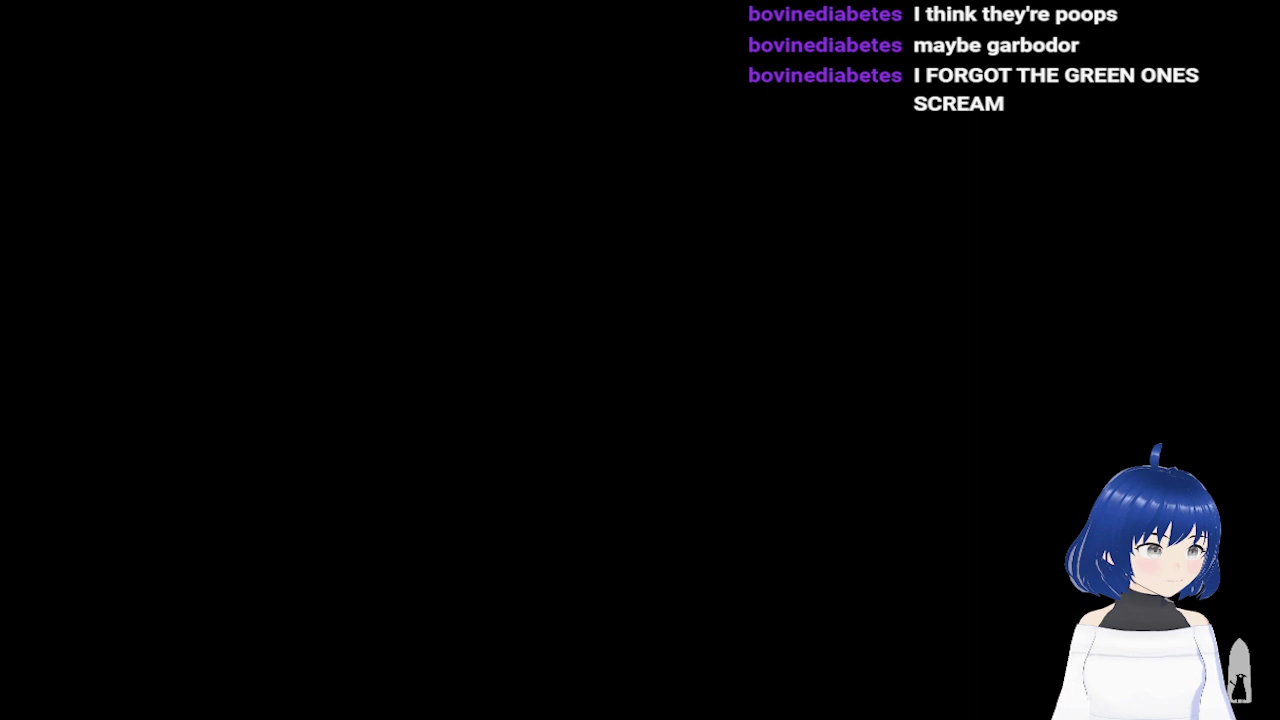 bovinediabetes I think they're poops
bovinediabetes maybe garbodor
bovinediabetes I FORGOT THE GREEN ONES
SCREAM